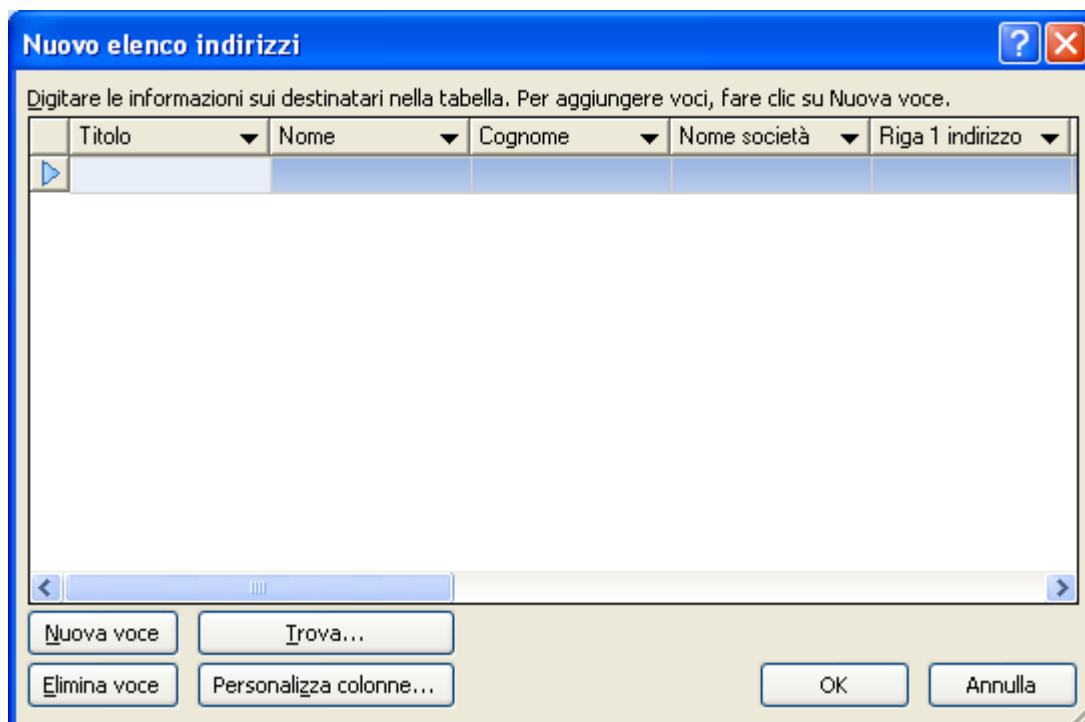 Nuovo elenco indirizzi
Digitare le informazioni sui destinatari nella tabella. Per aggiungere voci, fare clic su Nuova voce.
Titolo Nome Cognome Nome società Riga 1 indirizzo
Nuova voce Trova...
Elimina voce Personalizza colonne... OK Annulla